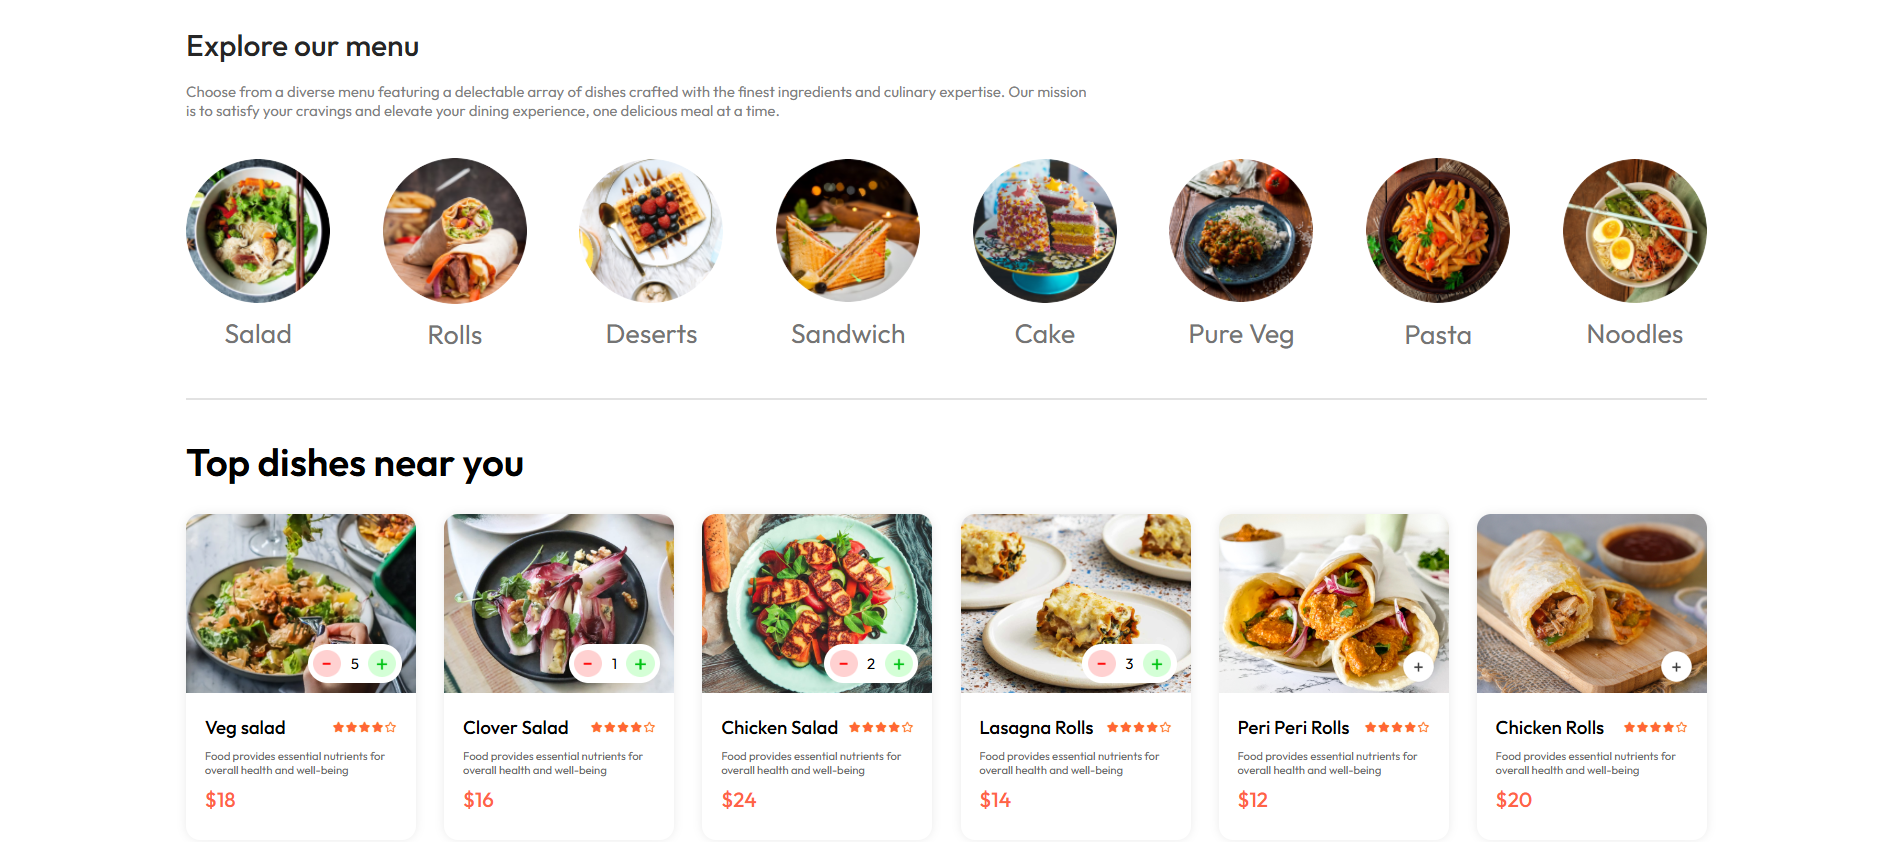 Explore our menu
Choose from a diverse menu featuring a delectable array of dishes crafted with the finest ingredients and culinary expertise. Our mission
is to satisfy your cravings and elevate your dining experience, one delicious meal at a time.
Salad
Rolls
Deserts
Sandwich
Cake
Pure Veg
Pasta
Noodles
Top dishes near you
- 5 +
- 1 +
- 2 +
- 3 +
+
+
Veg salad
Food provides essential nutrients for
overall health and well-being
$18
Clover Salad
Food provides essential nutrients for
overall health and well-being
$16
Chicken Salad
Food provides essential nutrients for
overall health and well-being
$24
Lasagna Rolls
Food provides essential nutrients for
overall health and well-being
$14
Peri Peri Rolls
Food provides essential nutrients for
overall health and well-being
$12
Chicken Rolls
Food provides essential nutrients for
overall health and well-being
$20